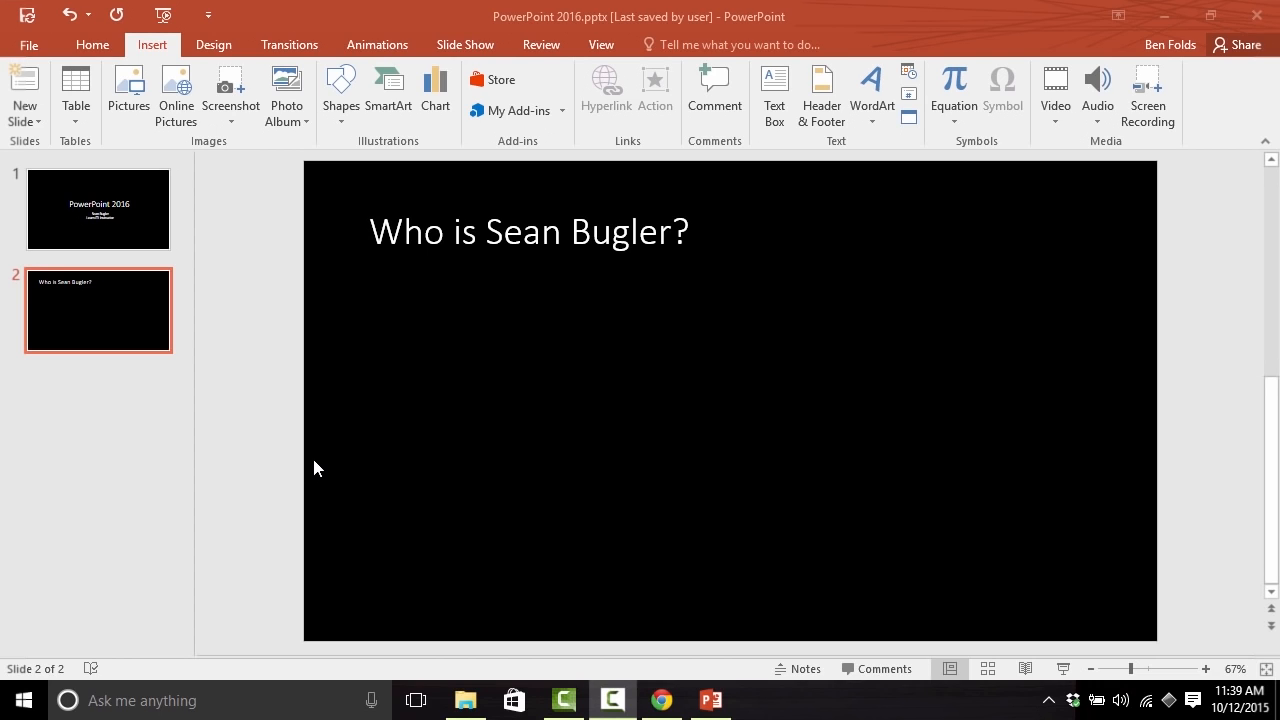 PowerPoint 2016.pptx [Last saved by user] - PowerPoint
File Home Insert Design Transitions Animations Slide Show Review View Tell me what you want to do... Ben Folds Share
New Slide
Table
Pictures
Online Pictures
Screenshot
Photo Album
Shapes
SmartArt
Chart
Store
My Add-ins
Hyperlink
Action
Comment
Text Box
Header & Footer
WordArt
Equation
Symbol
Video
Audio
Screen Recording
Slides Tables Images Illustrations Add-ins Links Comments Text Symbols Media
1
PowerPoint 2016
Sean Bugler
LearnIT! Instructor
2
Who is Sean Bugler?
Who is Sean Bugler?
Slide 2 of 2 Notes Comments 67%
Ask me anything
11:39 AM
10/12/2015